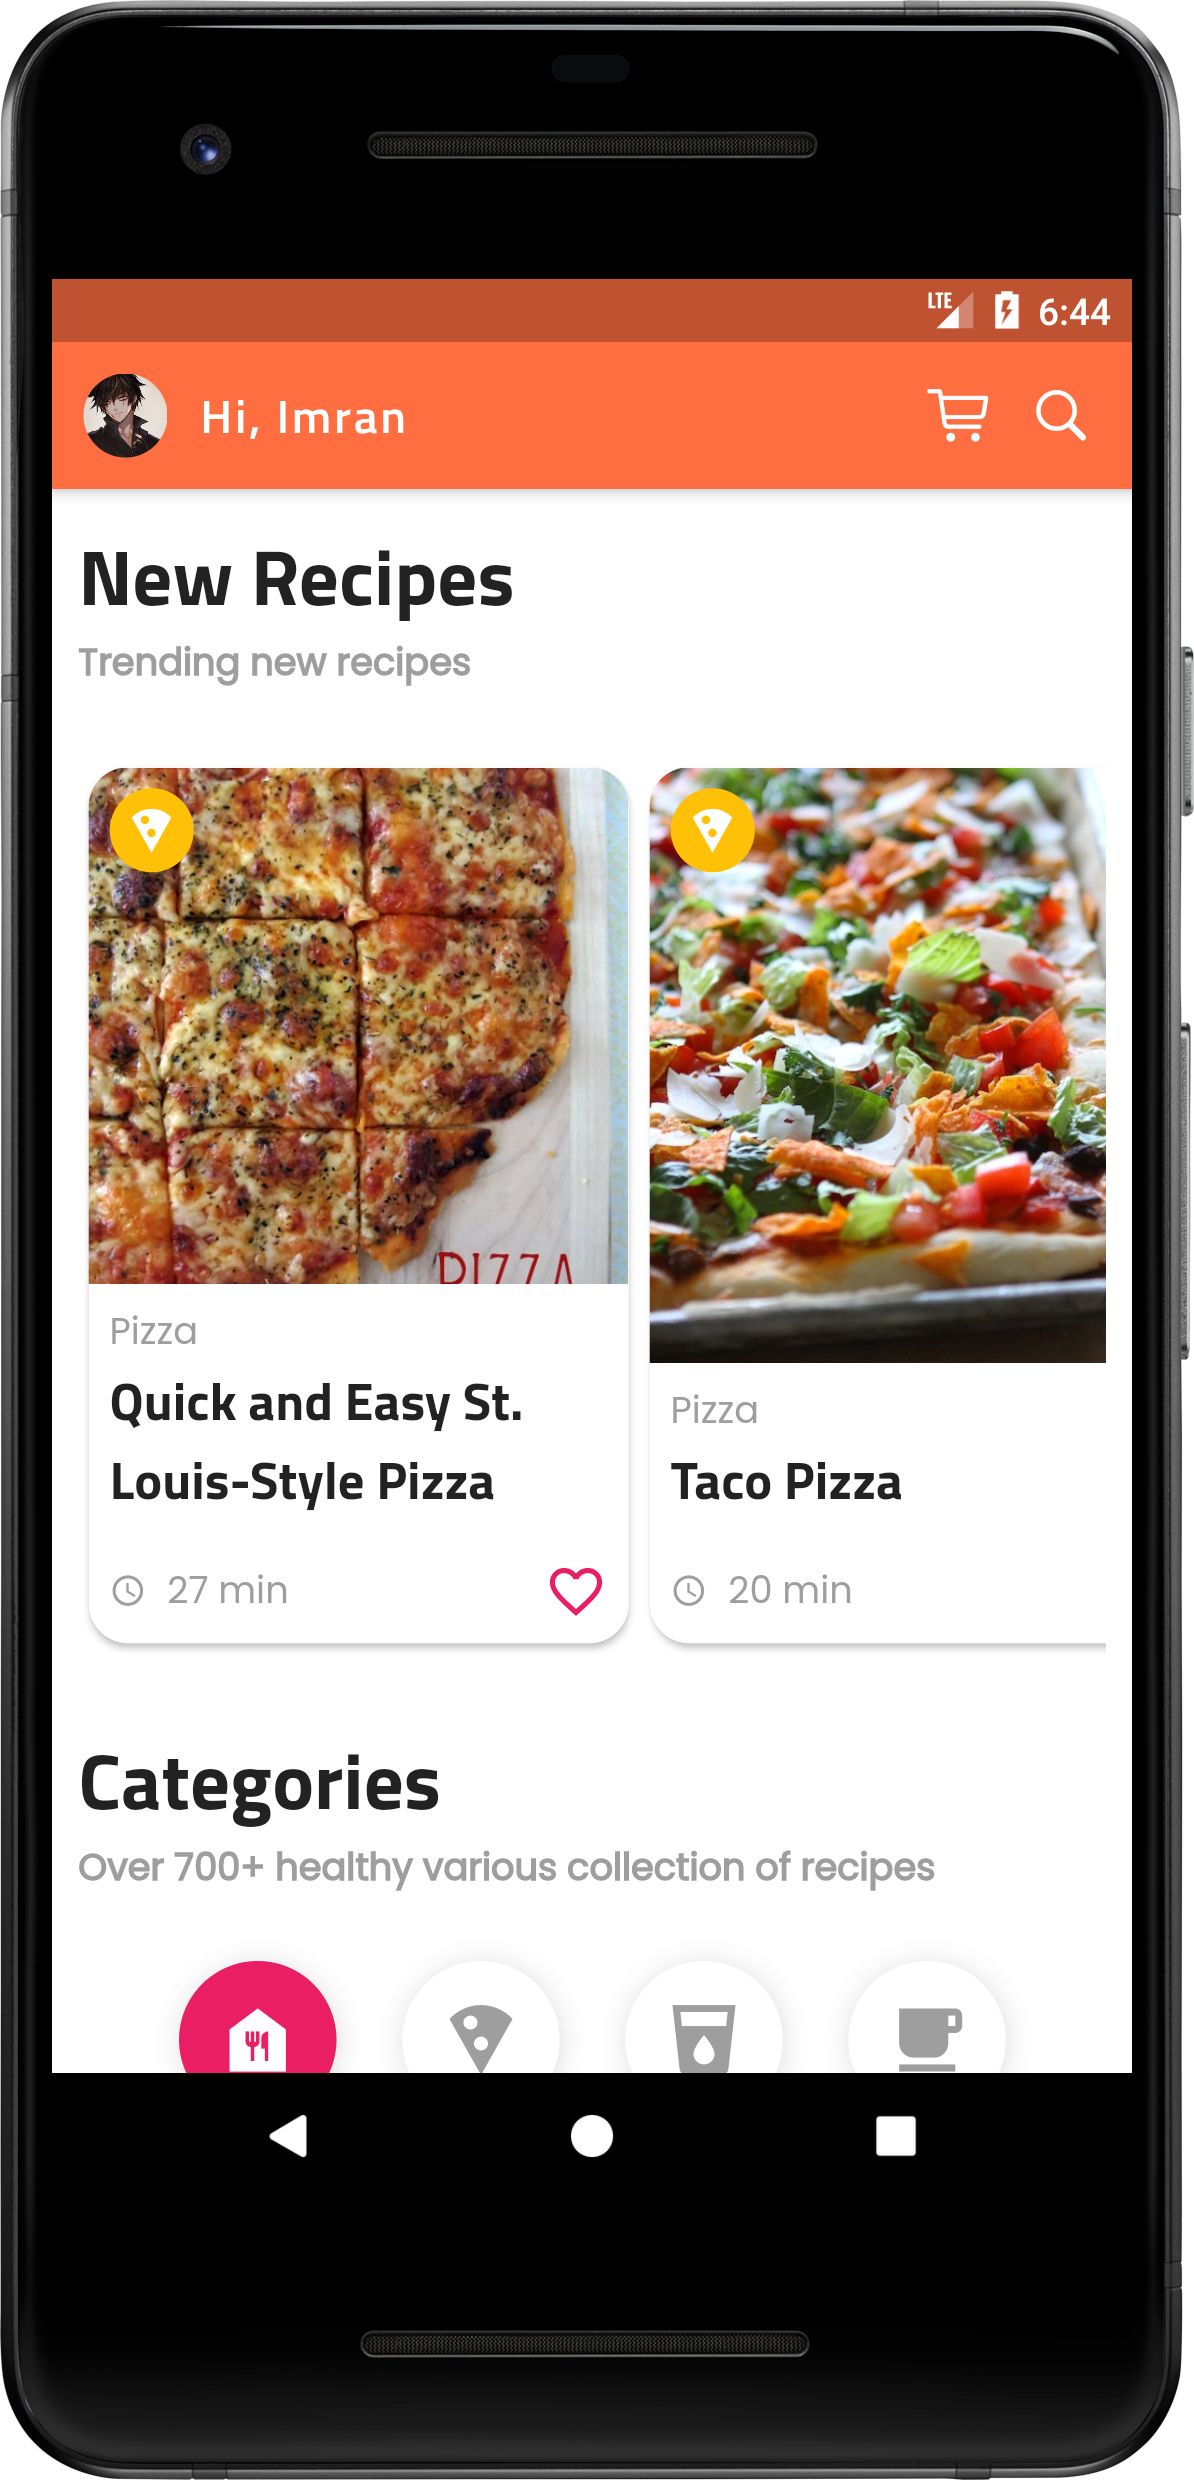 LTE 6:44
Hi, Imran
New Recipes
Trending new recipes
PIZZA
Pizza
Quick and Easy St.
Louis-Style Pizza
27 min
Pizza
Taco Pizza
20 min
Categories
Over 700+ healthy various collection of recipes